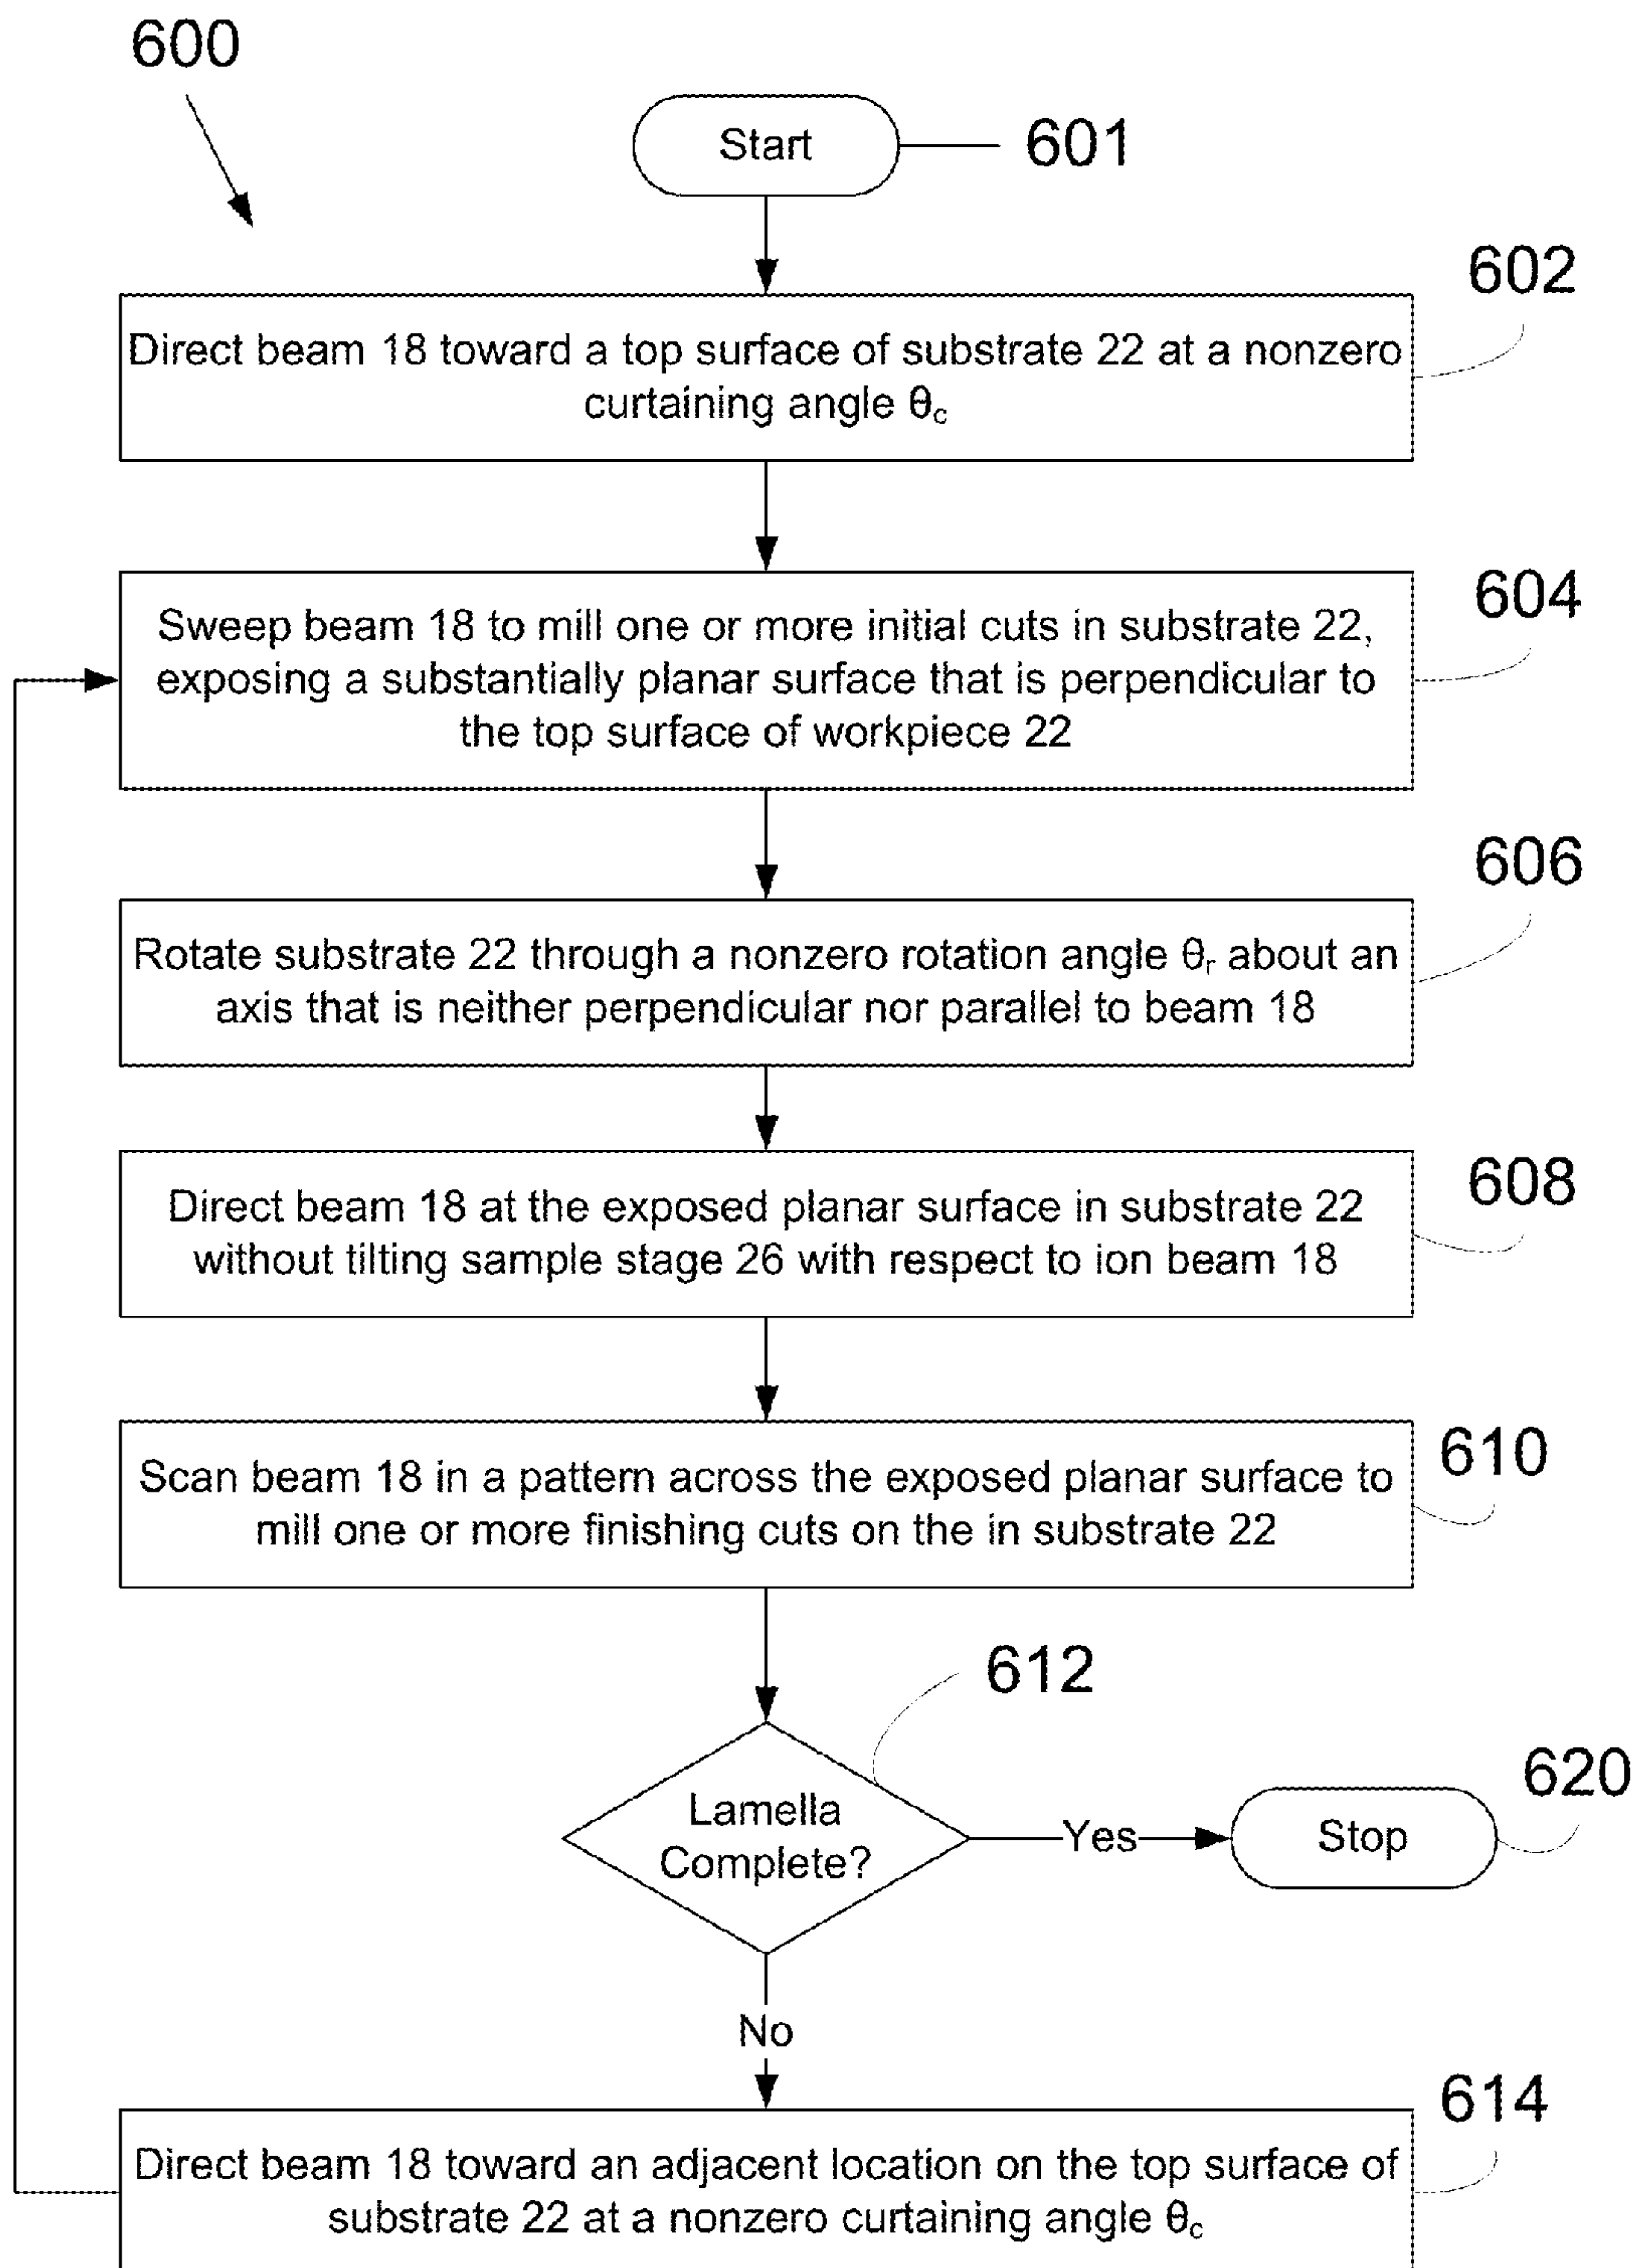 600
Start
601
602
Direct beam 18 toward a top surface of substrate 22 at a nonzero
curtaining angle θc
604
Sweep beam 18 to mill one or more initial cuts in substrate 22,
exposing a substantially planar surface that is perpendicular to
the top surface of workpiece 22
606
Rotate substrate 22 through a nonzero rotation angle θr about an
axis that is neither perpendicular nor parallel to beam 18
608
Direct beam 18 at the exposed planar surface in substrate 22
without tilting sample stage 26 with respect to ion beam 18
610
Scan beam 18 in a pattern across the exposed planar surface to
mill one or more finishing cuts on the in substrate 22
612
Lamella
Complete?
Yes
Stop
620
No
614
Direct beam 18 toward an adjacent location on the top surface of
substrate 22 at a nonzero curtaining angle θc